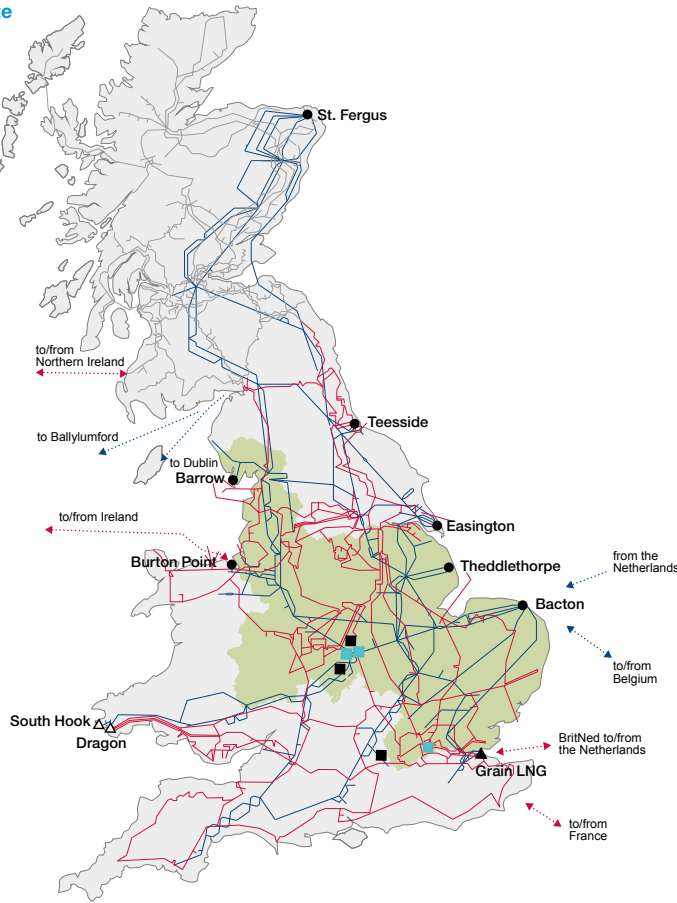 St. Fergus
to/from
Northern Ireland
Teesside
to Ballylumford
to Dublin
Barrow
to/from Ireland
Easington
Burton Point
Theddlethorpe
from the
Netherlands
Bacton
to/from
Belgium
South Hook
Dragon
BritNed to/from
the Netherlands
Grain LNG
to/from
France